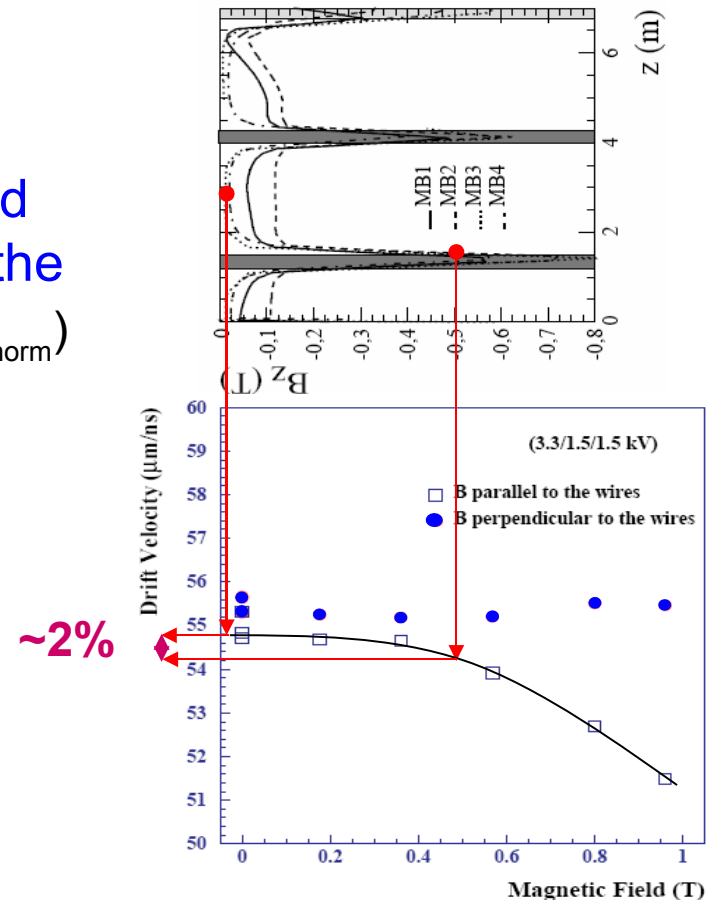 d
the
norm)
z (m)
0 2 4 6
MB1
MB2
MB3
MB4
0 -0,1 -0,2 -0,3 -0,4 -0,5 -0,6 -0,7 -0,8
B_Z (T)
Drift Velocity (μm/ns)
60
59
58
57
56
55
54
53
52
51
50
(3.3/1.5/1.5 kV)
B parallel to the wires
B perpendicular to the wires
~2%
0 0.2 0.4 0.6 0.8 1
Magnetic Field (T)